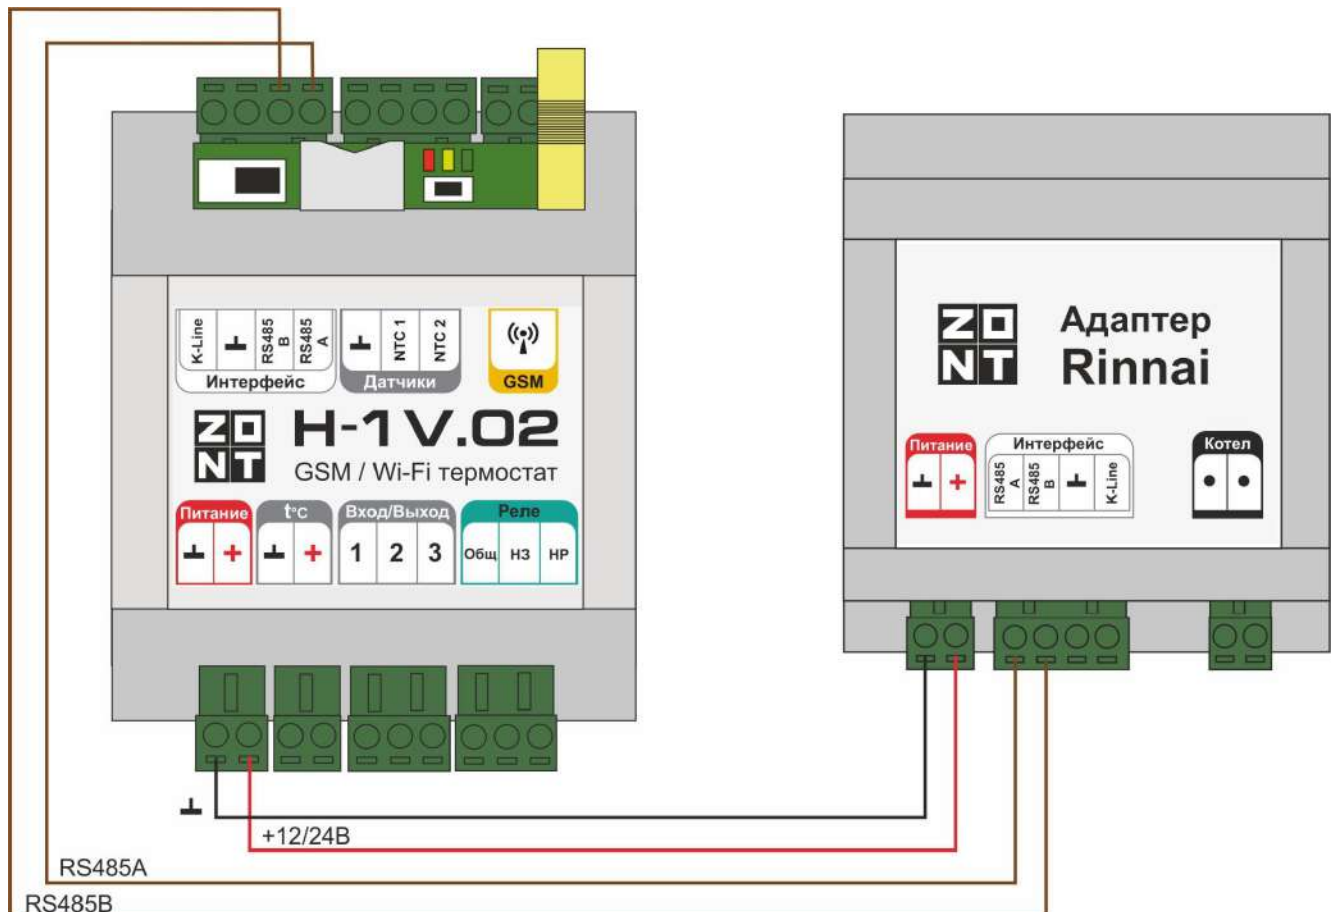 K-Line
RS485 B
RS485 A
Интерфейс
NTC 1
NTC 2
Датчики
GSM
ZONT
H-1V.02
GSM / Wi-Fi термостат
Питание
+
t°C
+
Вход/Выход
1 2 3
Реле
Общ НЗ НР
ZONT
Адаптер
Rinnai
Питание
+
Интерфейс
RS485 A
RS485 B
K-Line
Котел
+12/24В
RS485A
RS485B